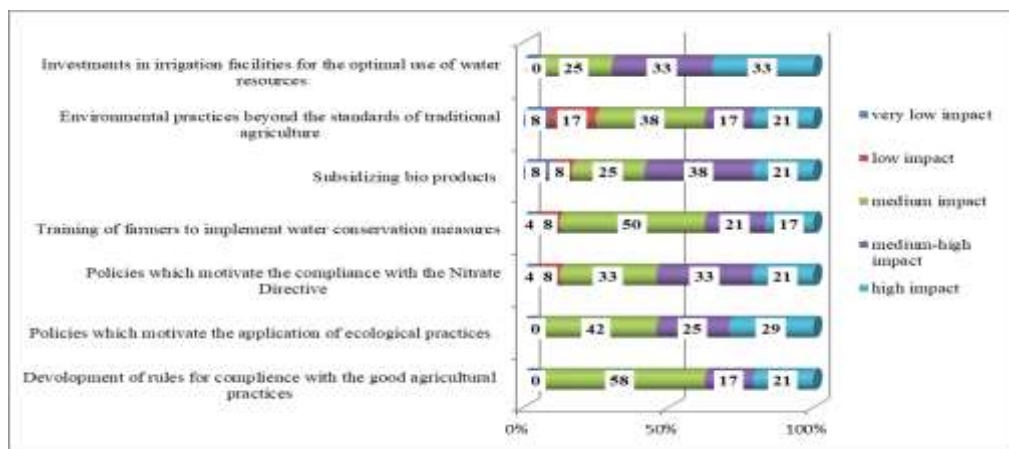 Investments in irrigation facilities for the optimal use of water
resources
0 25 33 33
Environmental practices beyond the standards of traditional
agriculture
8 17 38 17 21
Subsidizing bio products
8 8 25 38 21
Training of farmers to implement water conservation measures
4 8 50 21 17
Policies which motivate the compliance with the Nitrate
Directive
4 8 33 33 21
Policies which motivate the application of ecological practices
0 42 25 29
Devolopment of rules for complience with the good agricultural
practices
0 58 17 21
0% 50% 100%
very low impact
low impact
medium impact
medium-high
impact
high impact